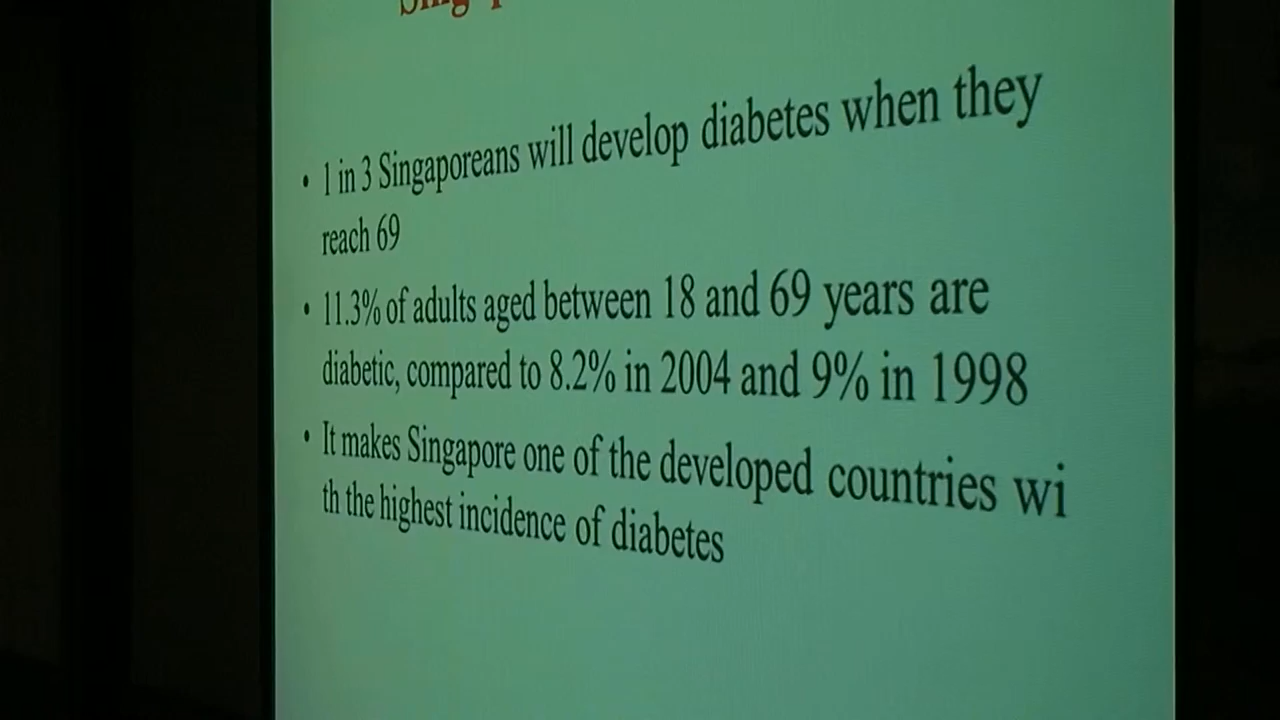 • 1 in 3 Singaporeans will develop diabetes when they
reach 69
• 11.3% of adults aged between 18 and 69 years are
diabetic, compared to 8.2% in 2004 and 9% in 1998
• It makes Singapore one of the developed countries wi
th the highest incidence of diabetes